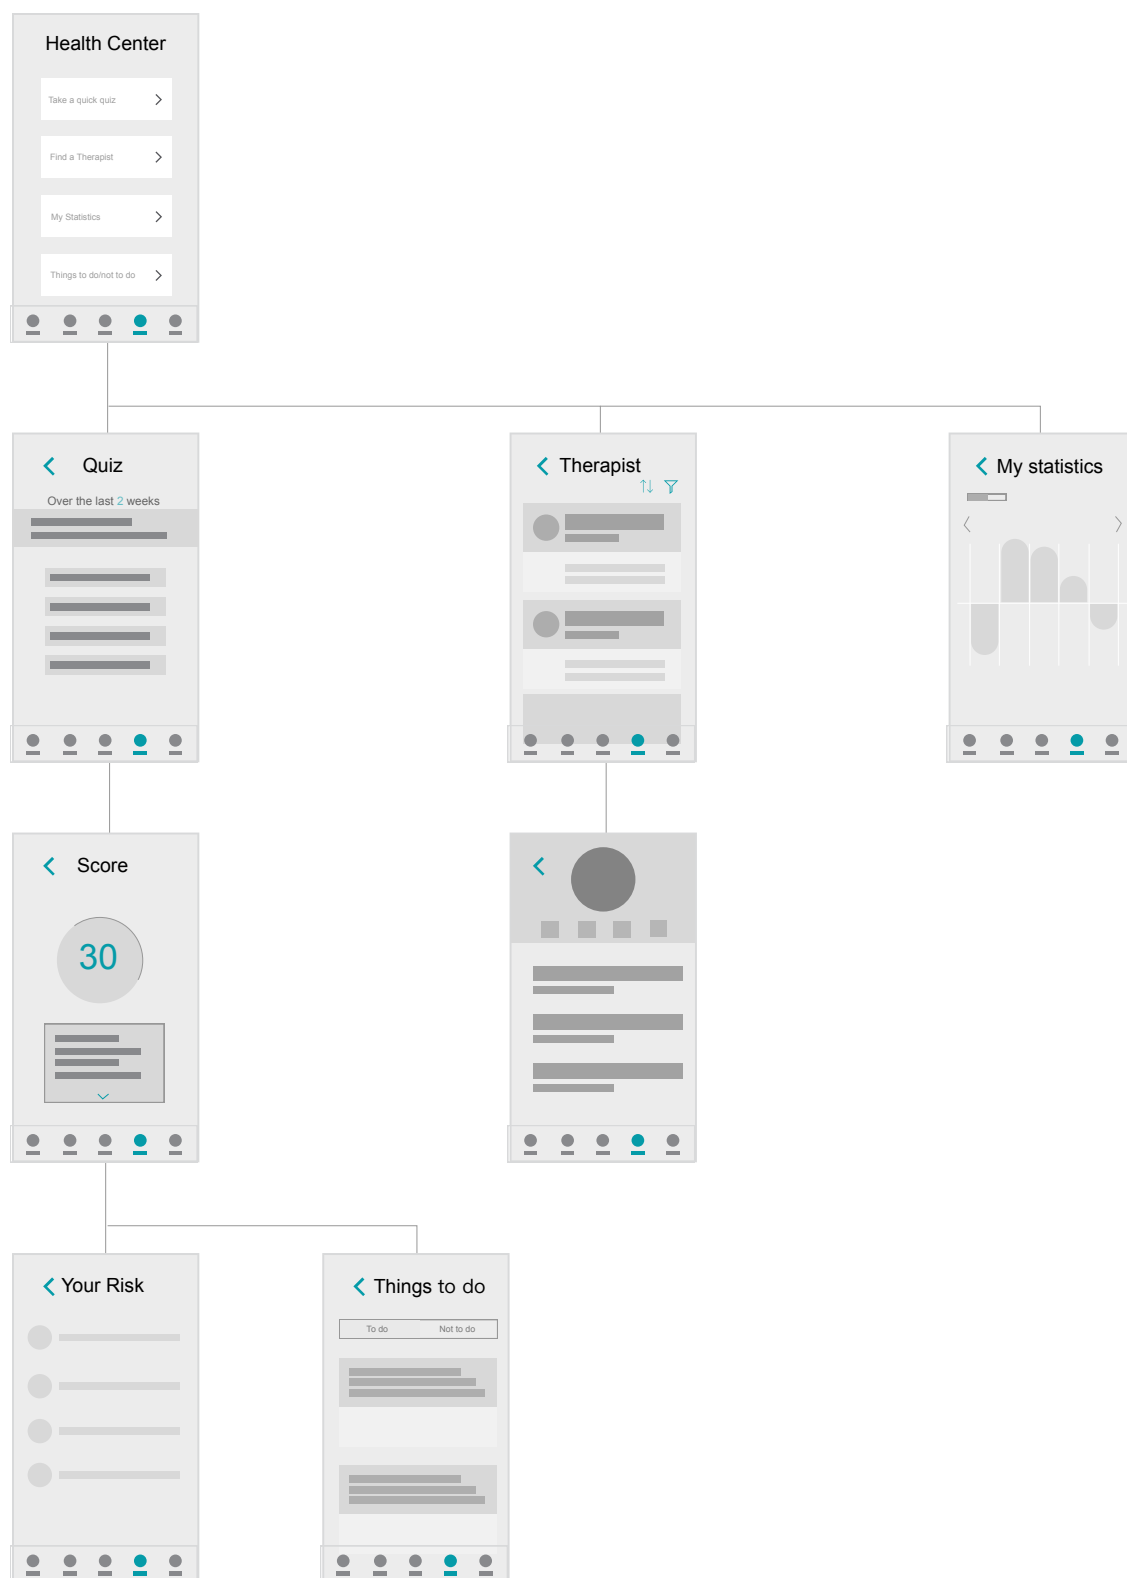 Health Center
Take a quick quiz
Find a Therapist
My Statistics
Things to do/not to do
Quiz
Over the last 2 weeks
Therapist
My statistics
Score
30
Your Risk
Things to do
To do
Not to do